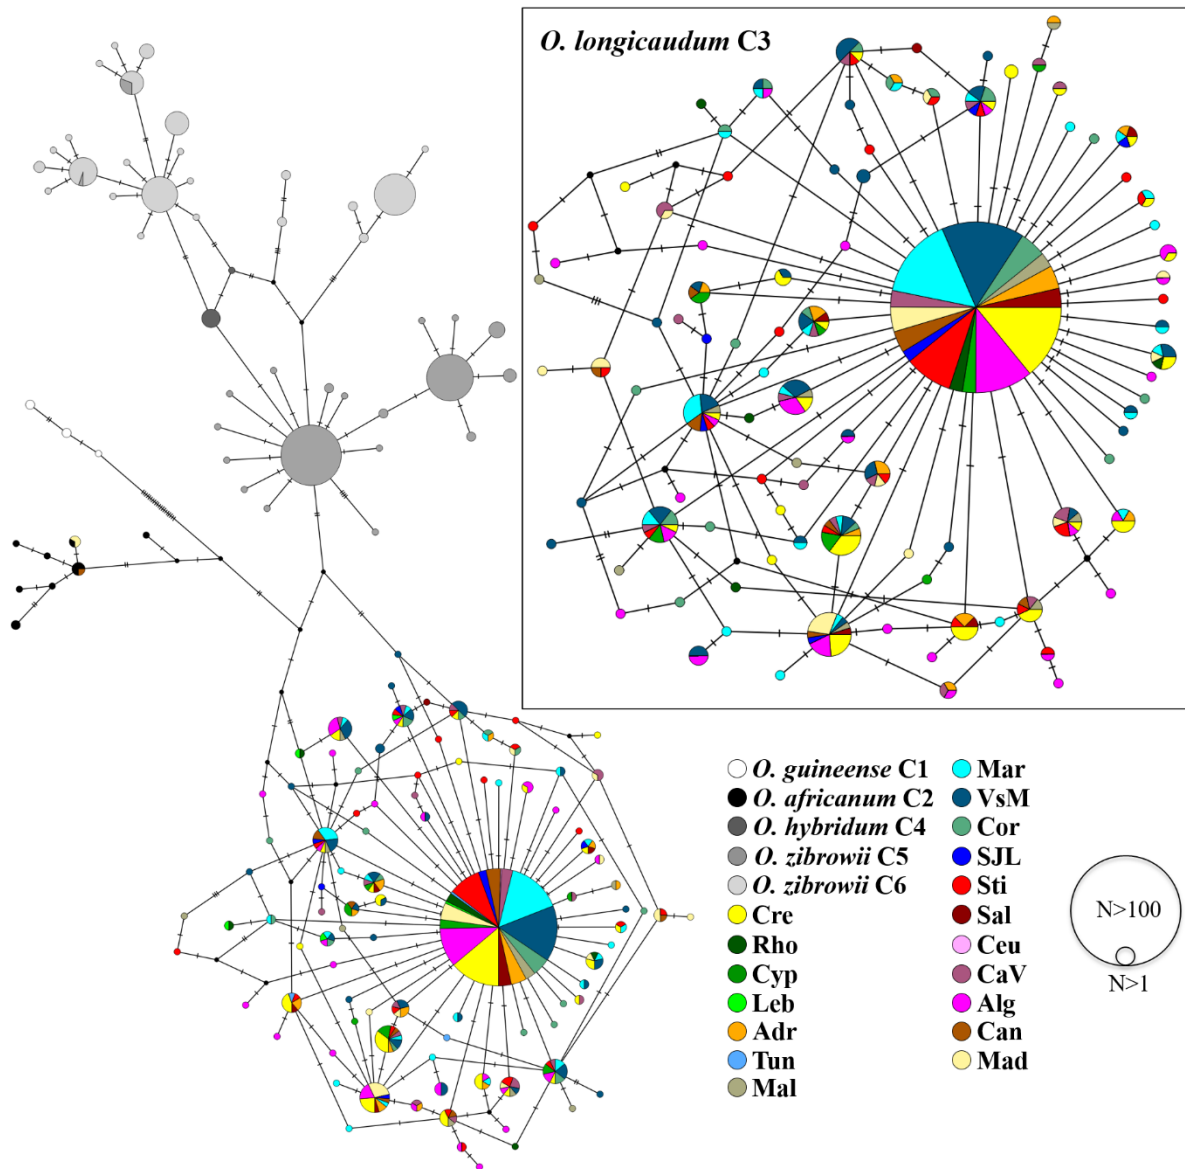 O. longicaudum C3
O. guineense C1
O. africanum C2
O. hybridum C4
O. zibrowii C5
O. zibrowii C6
Cre
Rho
Cyp
Leb
Adr
Tun
Mal
Mar
VsM
Cor
SJL
Sti
Sal
Ceu
CaV
Alg
Can
Mad
N>100
N>1